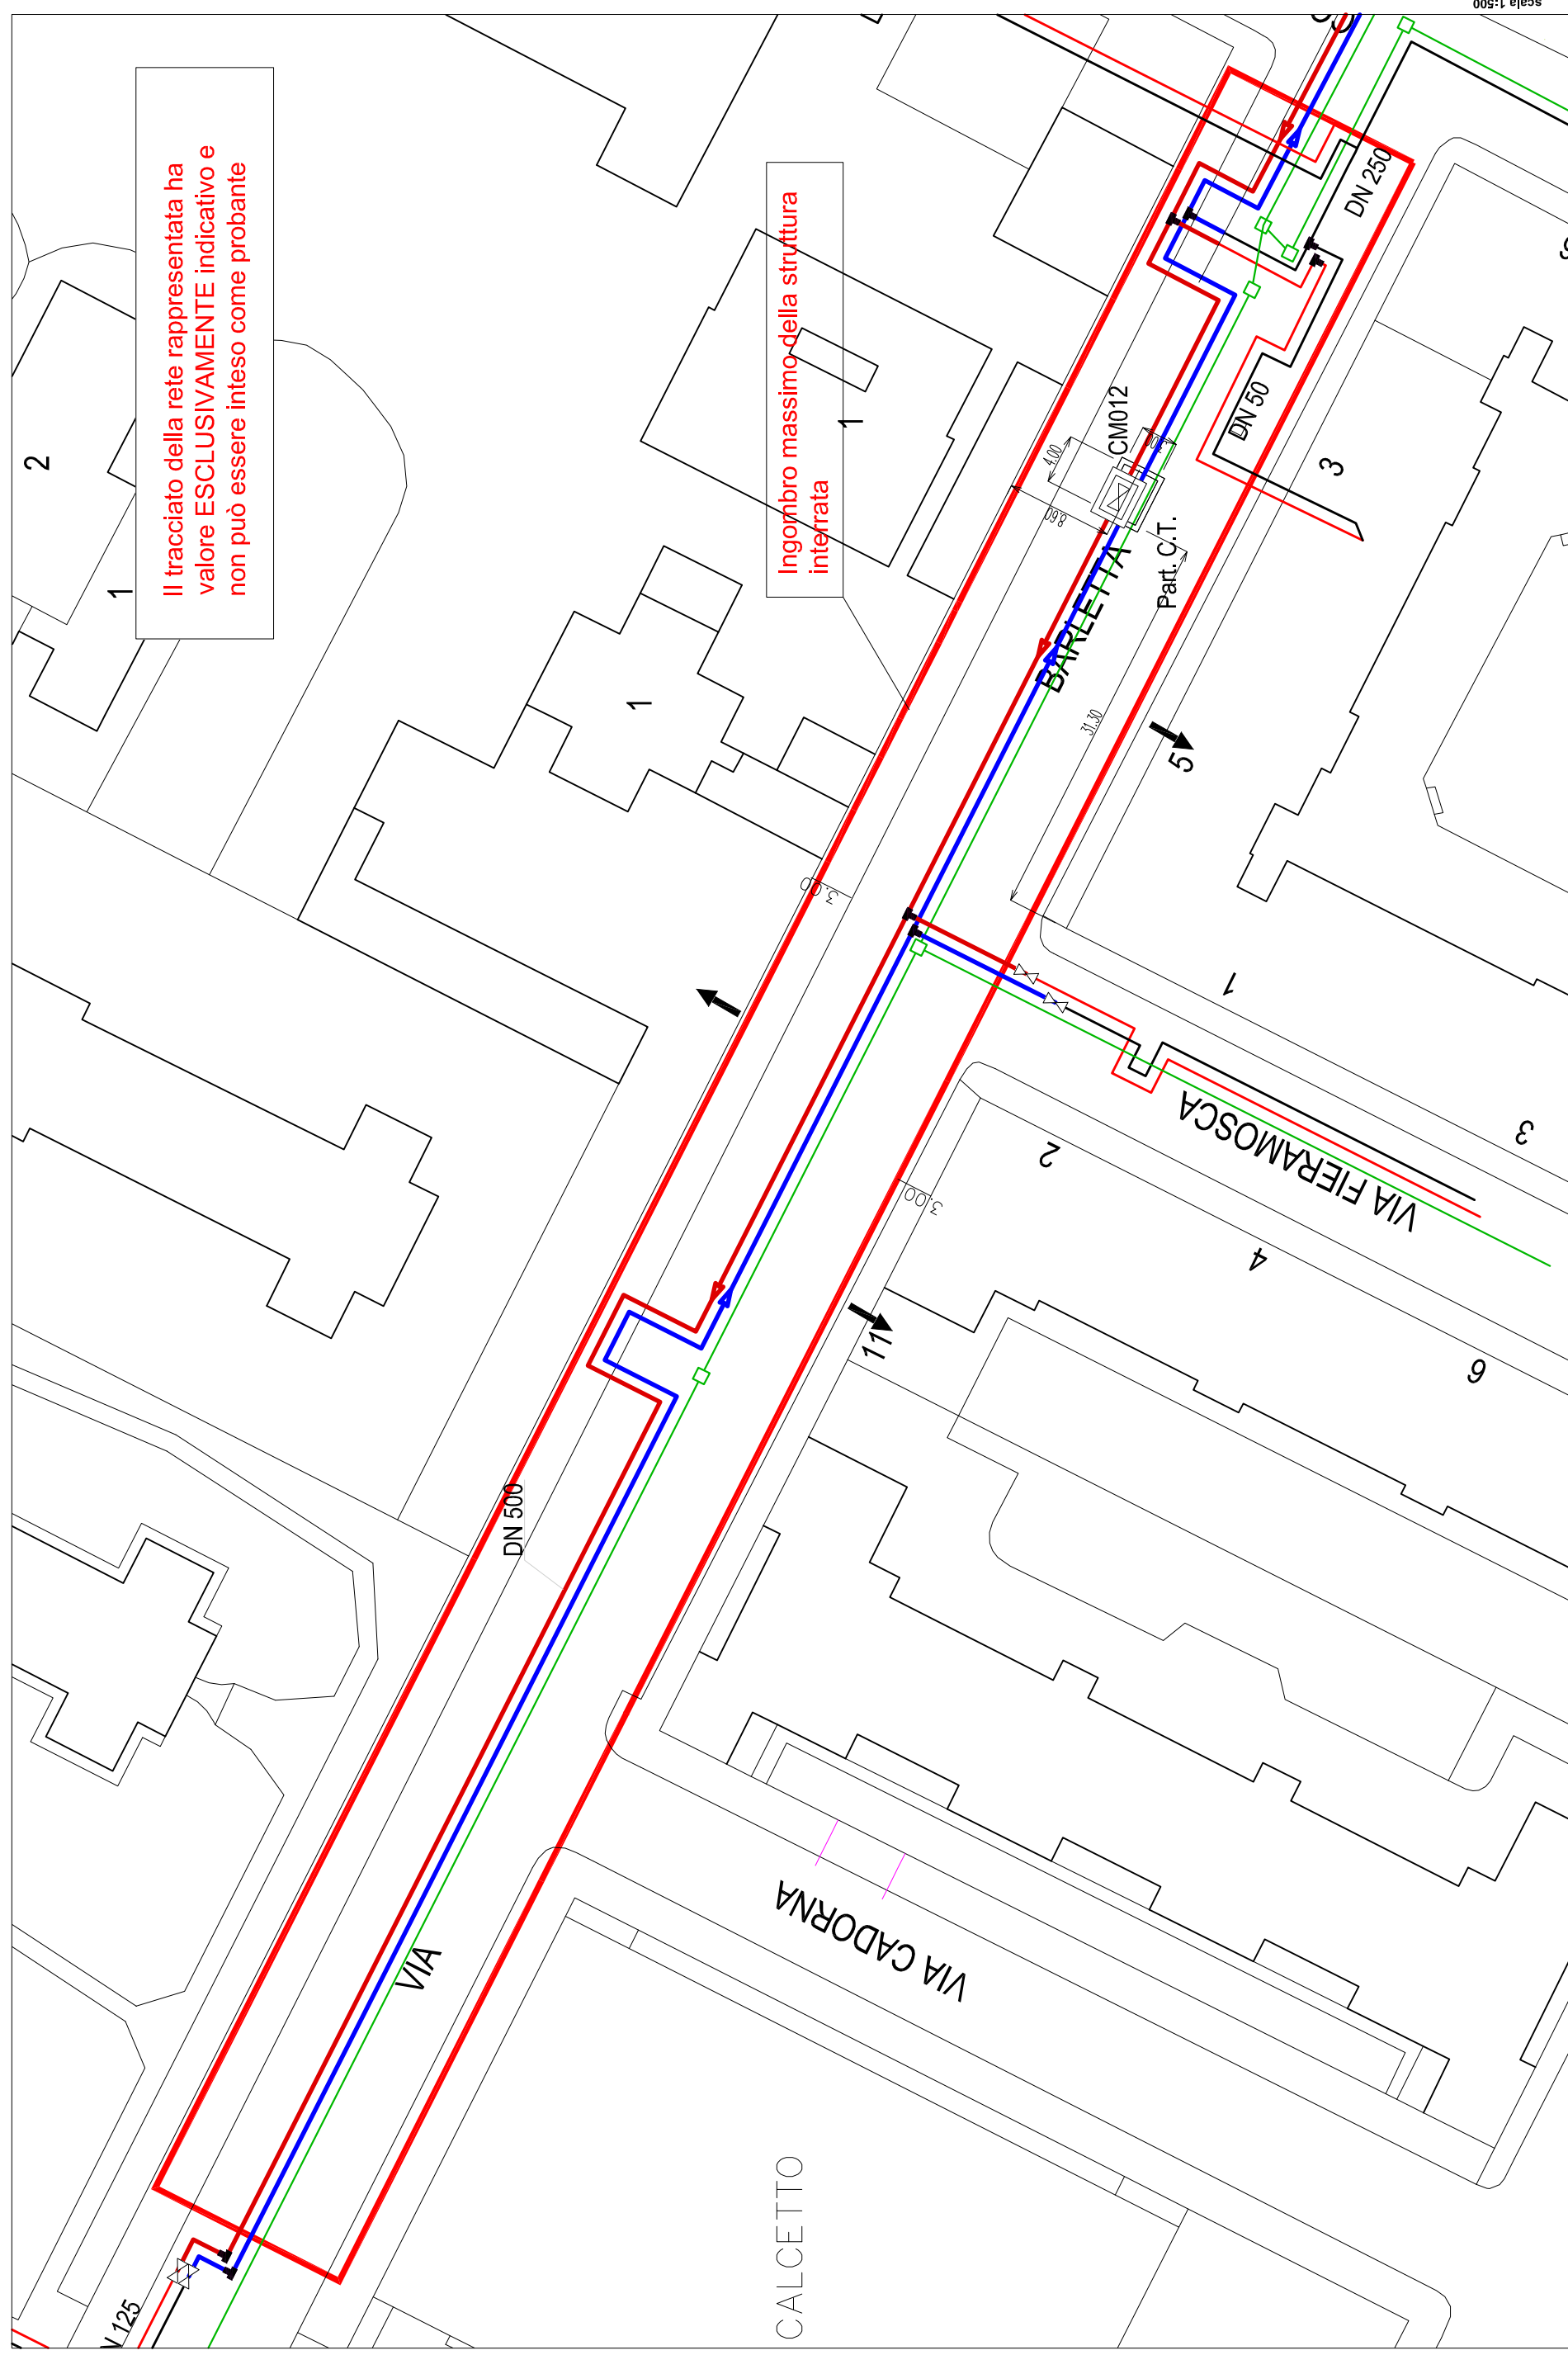 scala 1:500
Il tracciato della rete rappresentata ha
valore ESCLUSIVAMENTE indicativo e
non può essere inteso come probante
Ingombro massimo della struttura
interrata
2
1
1
1
DN 250
DN 50
CM012
4.00
8.60
BARLETTA
Part. C.T.
31.30
3
5
3.00
1
3
VIA FIERAMOSCA
2
4
6
3.00
11
DN 500
VIA
VIA CADORNA
CALCETTO
N 125